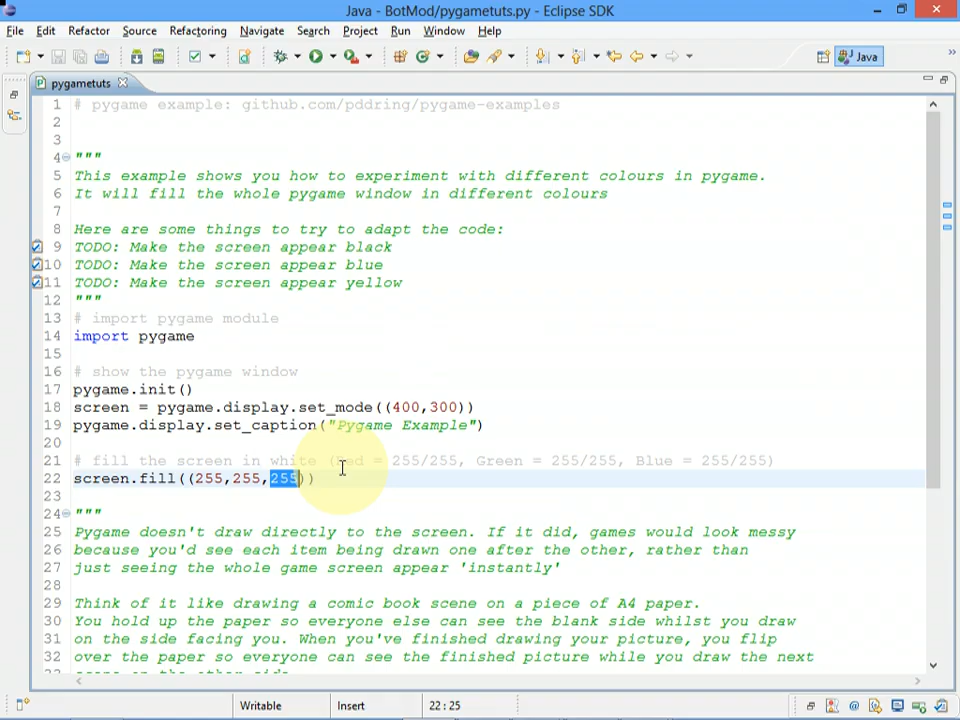 Java - BotMod/pygametuts.py - Eclipse SDK
File Edit Refactor Source Refactoring Navigate Search Project Run Window Help
Java
pygametuts
1 # pygame example: github.com/pddring/pygame-examples
2
3
4 """
5 This example shows you how to experiment with different colours in pygame.
6 It will fill the whole pygame window in different colours
7
8 Here are some things to try to adapt the code:
9 TODO: Make the screen appear black
10 TODO: Make the screen appear blue
11 TODO: Make the screen appear yellow
12 """
13 # import pygame module
14 import pygame
15
16 # show the pygame window
17 pygame.init()
18 screen = pygame.display.set_mode((400,300))
19 pygame.display.set_caption("Pygame Example")
20
21 # fill the screen in white (Red = 255/255, Green = 255/255, Blue = 255/255)
22 screen.fill((255,255,255))
23
24 """
25 Pygame doesn't draw directly to the screen. If it did, games would look messy
26 because you'd see each item being drawn one after the other, rather than
27 just seeing the whole game screen appear 'instantly'
28
29 Think of it like drawing a comic book scene on a piece of A4 paper.
30 You hold up the paper so everyone else can see the blank side whilst you draw
31 on the side facing you. When you've finished drawing your picture, you flip
32 over the paper so everyone can see the finished picture while you draw the next
Writable Insert 22 : 25